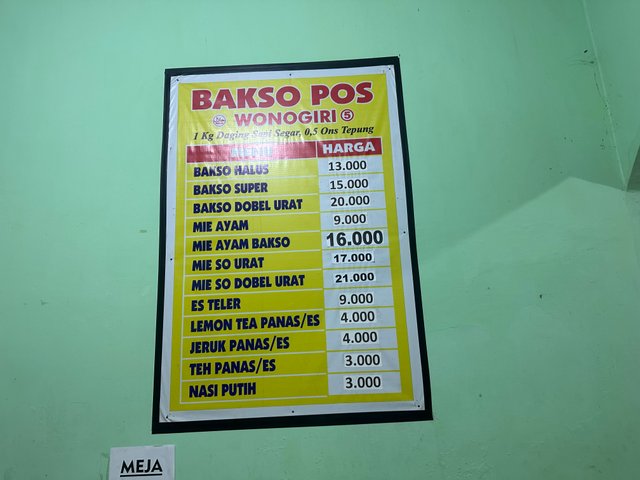 BAKSO POS
WONOGIRI 5
1 Kg Daging Sapi Segar, 0,5 Ons Tepung
MENU HARGA
BAKSO HALUS 13.000
BAKSO SUPER 15.000
BAKSO DOBEL URAT 20.000
MIE AYAM 9.000
MIE AYAM BAKSO 16.000
MIE SO URAT 17.000
MIE SO DOBEL URAT 21.000
ES TELER 9.000
LEMON TEA PANAS/ES 4.000
JERUK PANAS/ES 4.000
TEH PANAS/ES 3.000
NASI PUTIH 3.000
MEJA